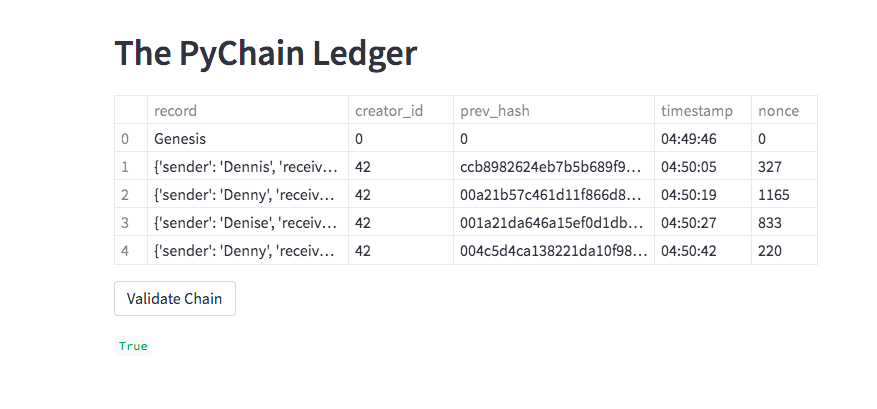 The PyChain Ledger
record creator_id prev_hash timestamp nonce
0 Genesis 0 0 04:49:46 0
1 {'sender': 'Dennis', 'receiv… 42 ccb8982624eb7b5b689f9… 04:50:05 327
2 {'sender': 'Denny', 'receiv… 42 00a21b57c461d11f866d8… 04:50:19 1165
3 {'sender': 'Denise', 'receiv… 42 001a21da646a15ef0d1db… 04:50:27 833
4 {'sender': 'Denny', 'receiv… 42 004c5d4ca138221da10f98… 04:50:42 220
Validate Chain
True